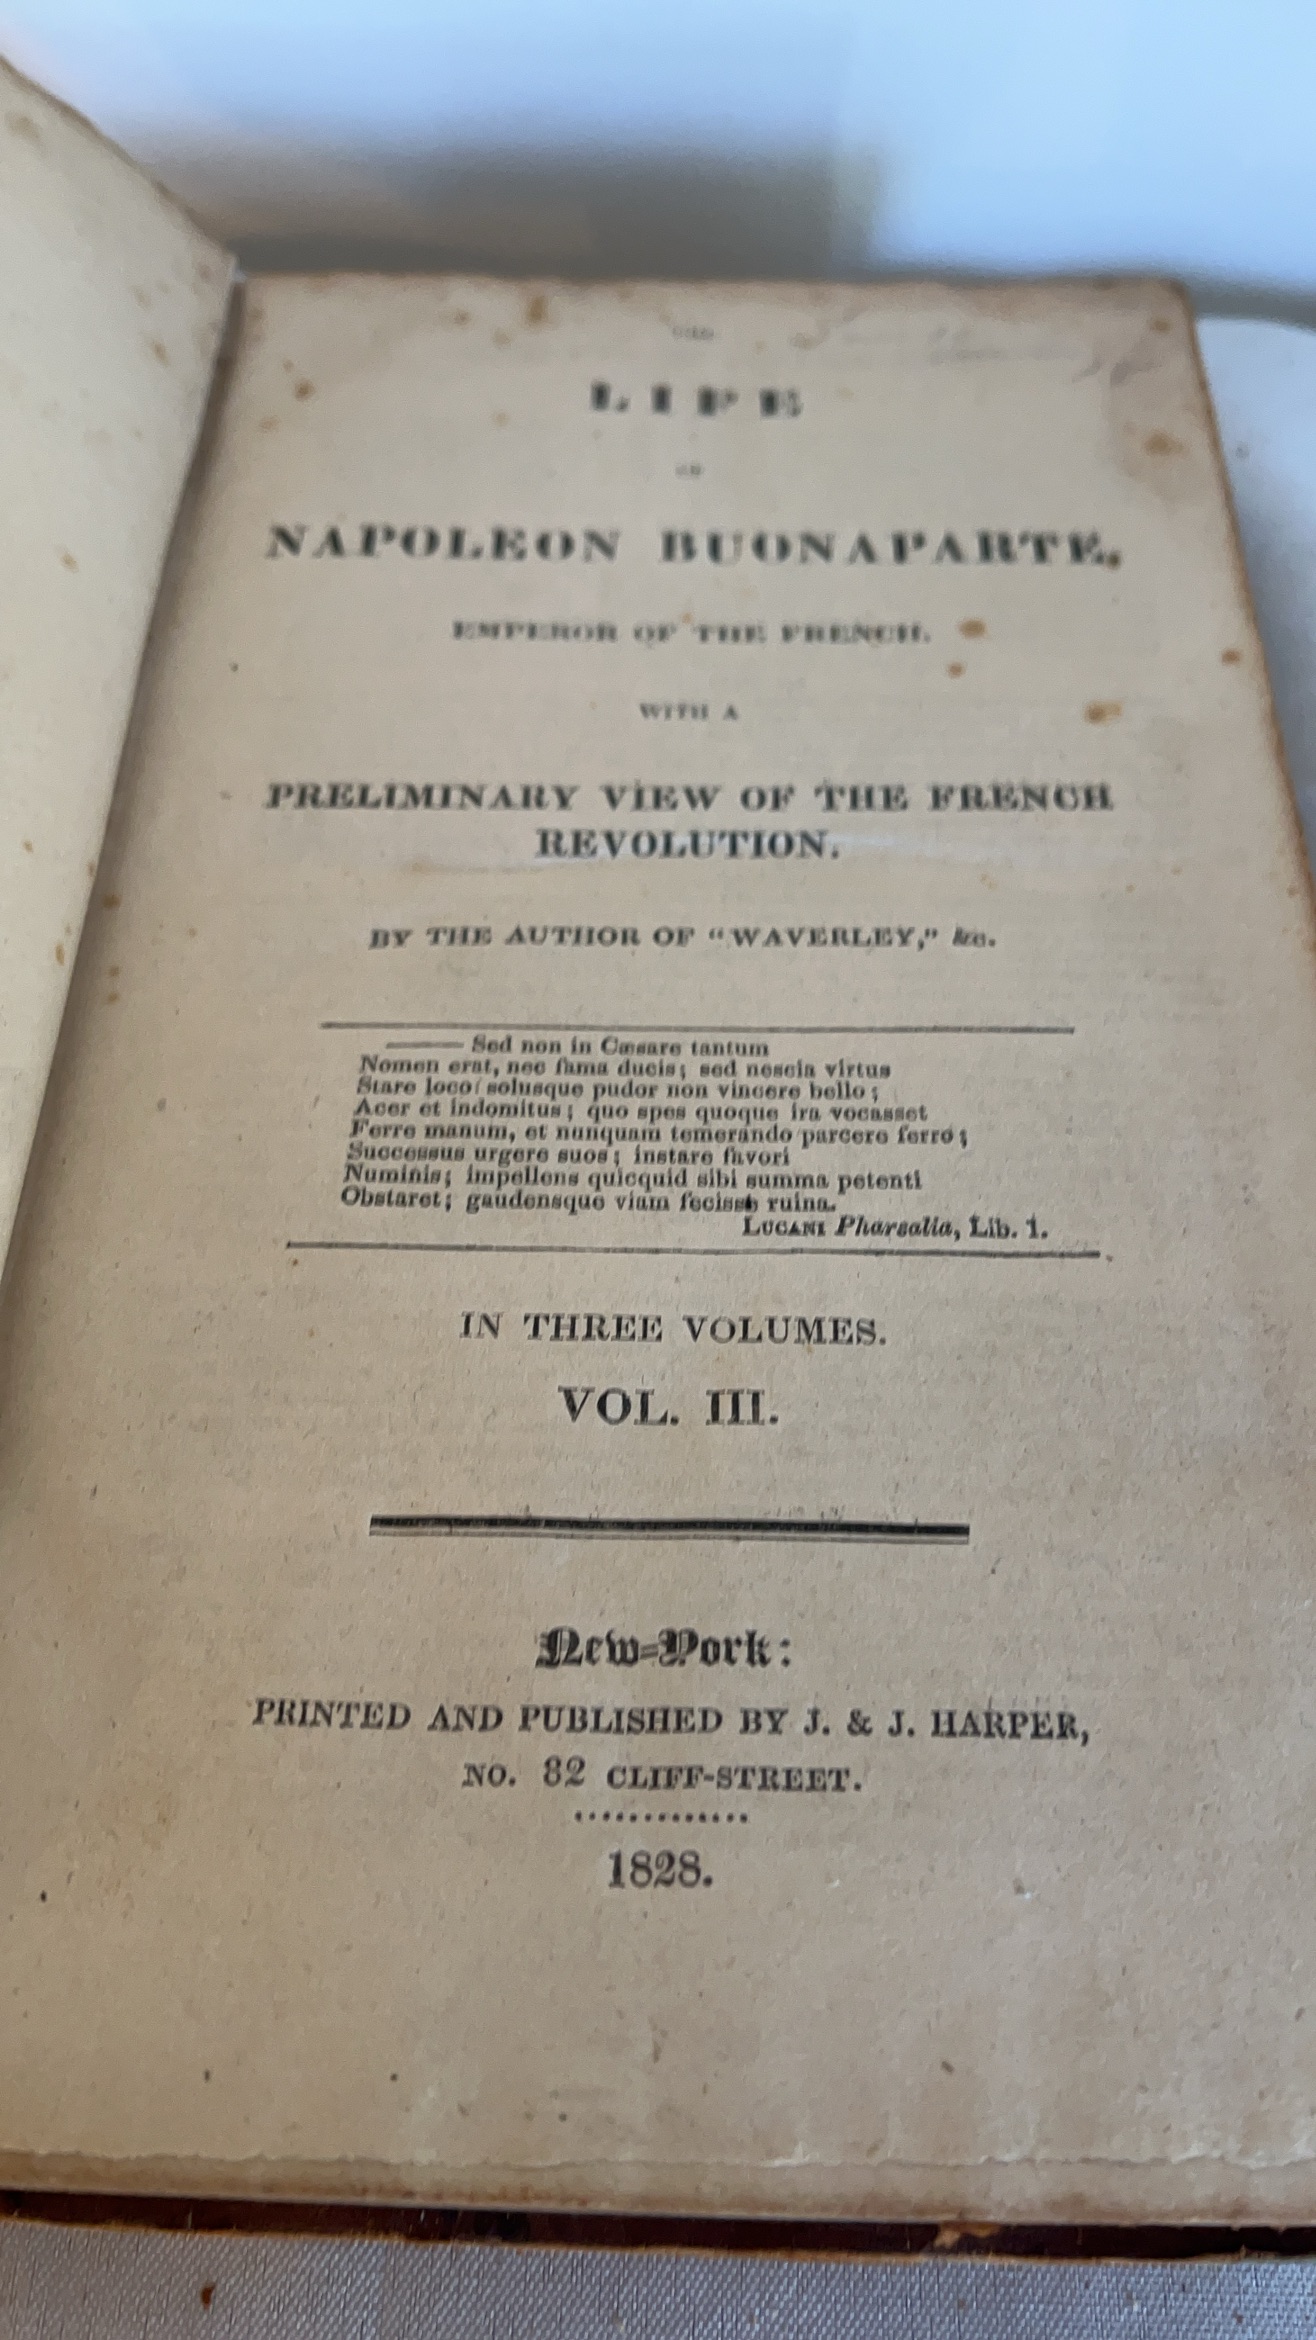 THE
LIFE
OF
NAPOLEON BUONAPARTE,
EMPEROR OF THE FRENCH.
WITH A
PRELIMINARY VIEW OF THE FRENCH
REVOLUTION.
BY THE AUTHOR OF "WAVERLEY," &c.
——— Sed non in Cæsare tantum
Nomen erat, nec fama ducis; sed nescia virtus
Stare loco; solusque pudor non vincere bello;
Acer et indomitus; quo spes quoque ira vocasset
Ferre manum, et nunquam temerando parcere ferro;
Successus urgere suos; instare favori
Numinis; impellens quicquid sibi summa petenti
Obstaret; gaudensque viam fecisse ruina.
LUCANI Pharsalia, Lib. 1.
IN THREE VOLUMES.
VOL. III.
New-York:
PRINTED AND PUBLISHED BY J. & J. HARPER,
NO. 82 CLIFF-STREET.
1828.